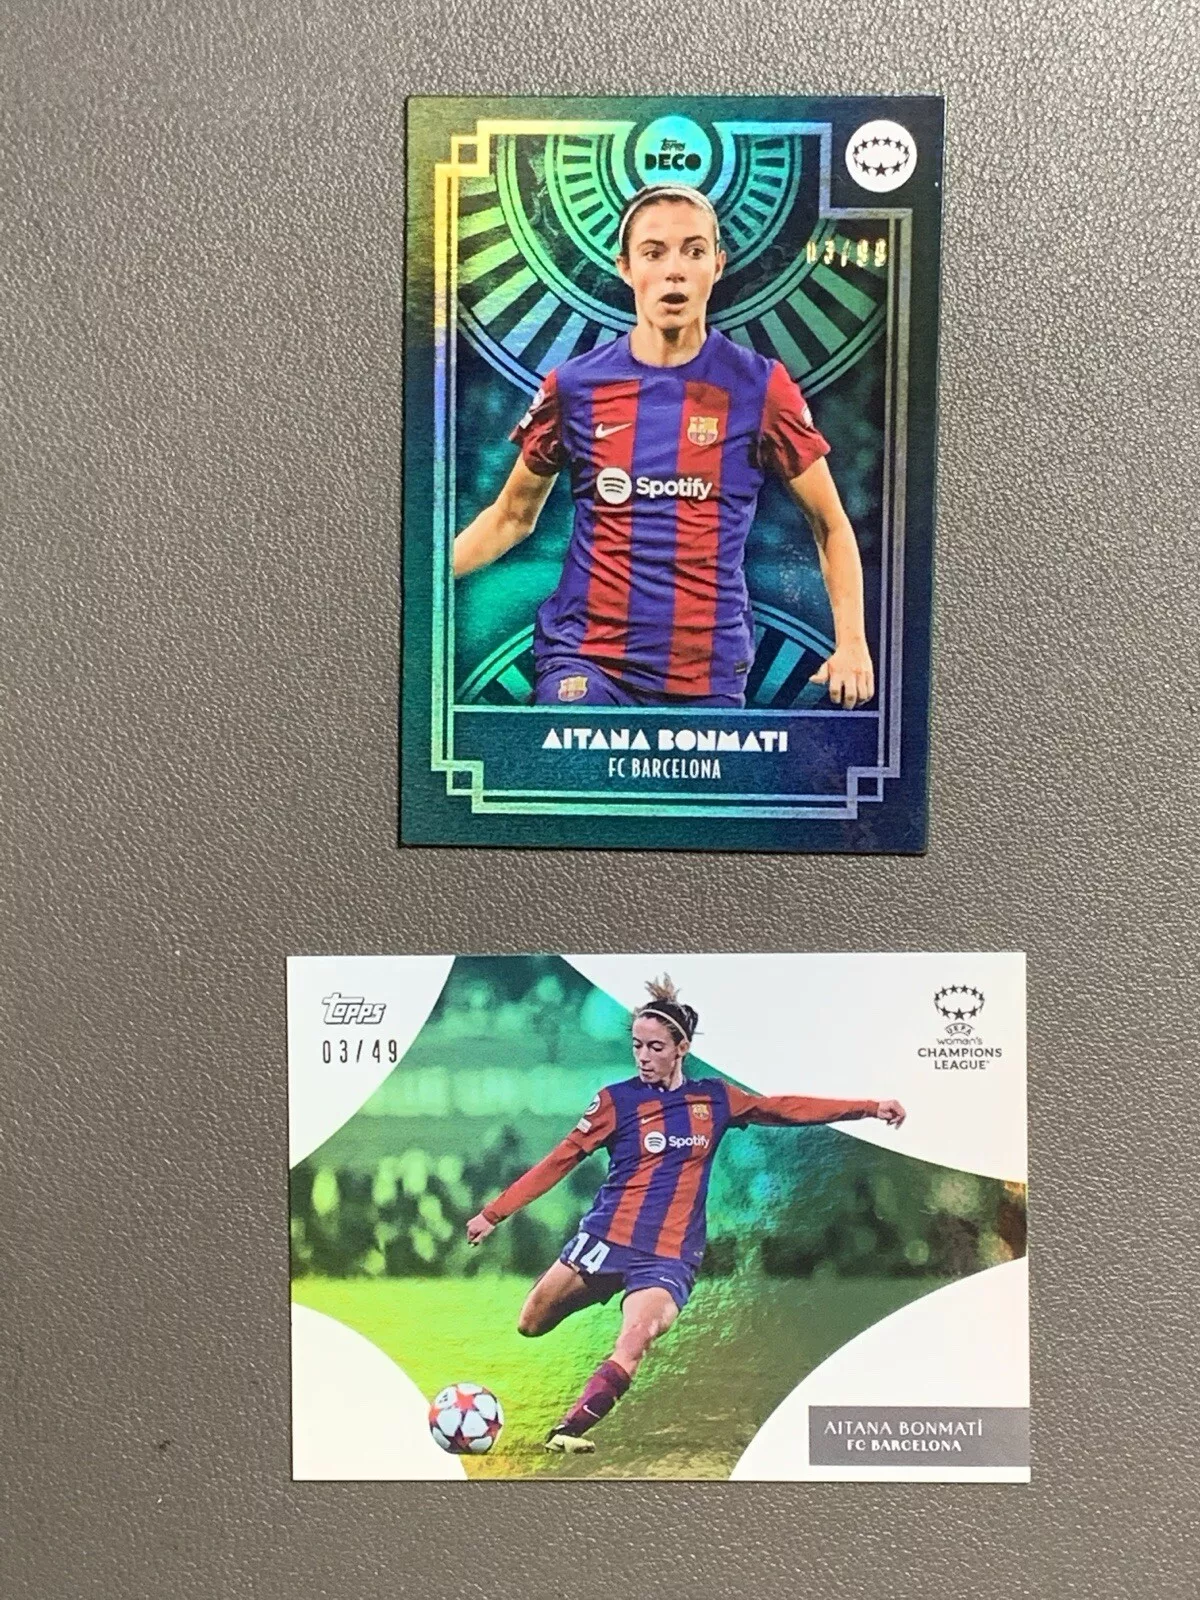 topps
DECO
03/99
Spotify
AITANA BONMATI
FC BARCELONA
topps
03/49
UEFA
women's
CHAMPIONS
LEAGUE
Spotify
14
AITANA BONMATÍ
FC BARCELONA